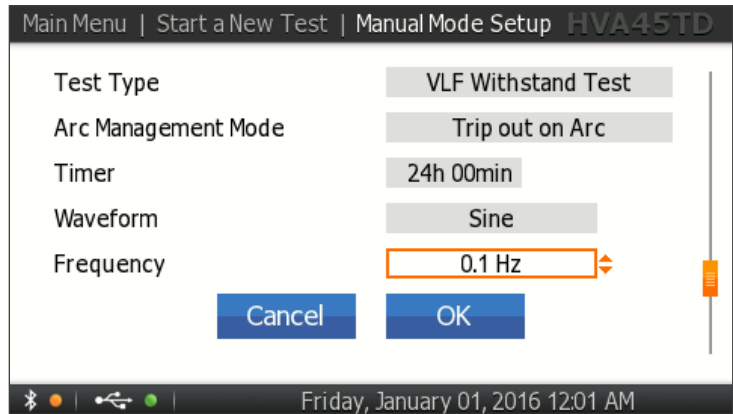 Main Menu | Start a New Test | Manual Mode Setup HVA45TD
Test Type VLF Withstand Test
Arc Management Mode Trip out on Arc
Timer 24h 00min
Waveform Sine
Frequency 0.1 Hz
Cancel OK
Friday, January 01, 2016 12:01 AM